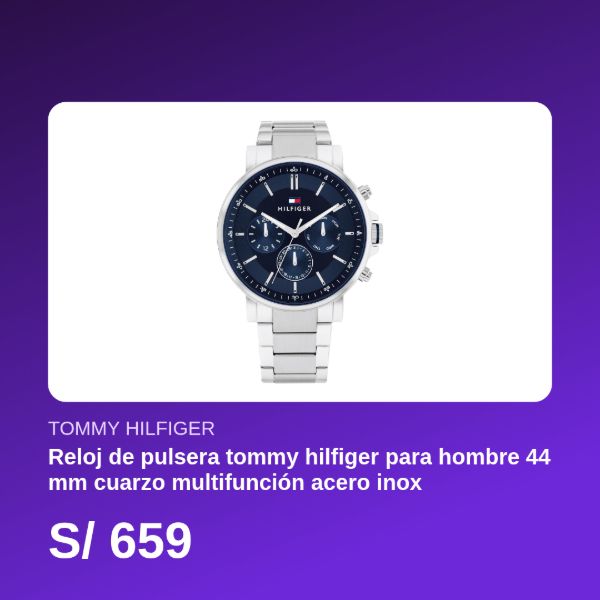 HILFIGER
TOMMY HILFIGER
Reloj de pulsera tommy hilfiger para hombre 44
mm cuarzo multifunción acero inox
S/ 659